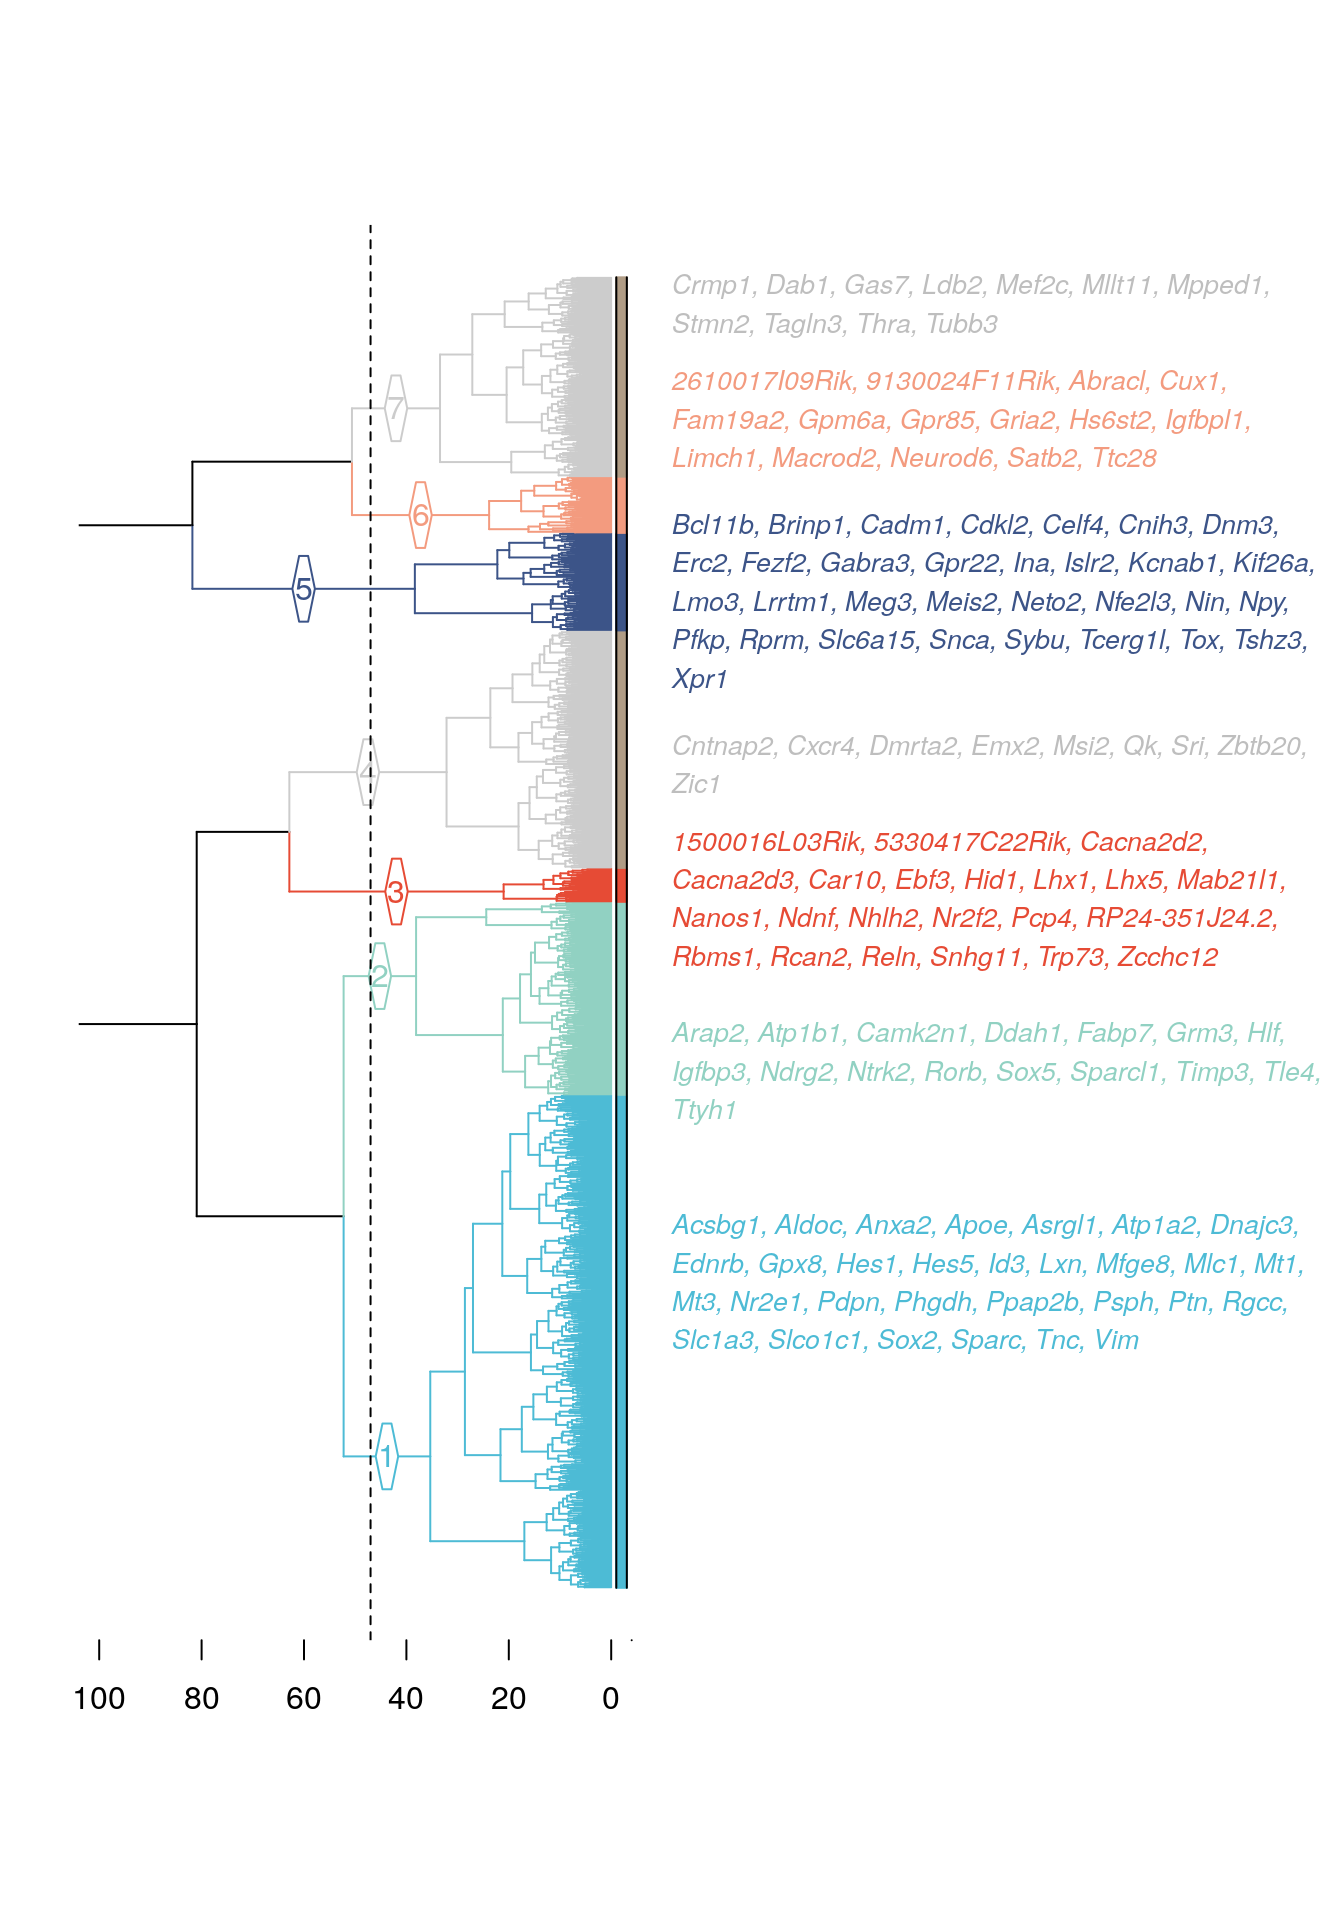 Crmp1, Dab1, Gas7, Ldb2, Mef2c, Mllt11, Mpped1,
Stmn2, Tagln3, Thra, Tubb3
7
2610017I09Rik, 9130024F11Rik, Abracl, Cux1,
Fam19a2, Gpm6a, Gpr85, Gria2, Hs6st2, Igfbpl1,
Limch1, Macrod2, Neurod6, Satb2, Ttc28
6
Bcl11b, Brinp1, Cadm1, Cdkl2, Celf4, Cnih3, Dnm3,
Erc2, Fezf2, Gabra3, Gpr22, Ina, Islr2, Kcnab1, Kif26a,
Lmo3, Lrrtm1, Meg3, Meis2, Neto2, Nfe2l3, Nin, Npy,
Pfkp, Rprm, Slc6a15, Snca, Sybu, Tcerg1l, Tox, Tshz3,
Xpr1
5
Cntnap2, Cxcr4, Dmrta2, Emx2, Msi2, Qk, Sri, Zbtb20,
Zic1
4
1500016L03Rik, 5330417C22Rik, Cacna2d2,
Cacna2d3, Car10, Ebf3, Hid1, Lhx1, Lhx5, Mab21l1,
Nanos1, Ndnf, Nhlh2, Nr2f2, Pcp4, RP24-351J24.2,
Rbms1, Rcan2, Reln, Snhg11, Trp73, Zcchc12
3
2
Arap2, Atp1b1, Camk2n1, Ddah1, Fabp7, Grm3, Hlf,
Igfbp3, Ndrg2, Ntrk2, Rorb, Sox5, Sparcl1, Timp3, Tle4,
Ttyh1
Acsbg1, Aldoc, Anxa2, Apoe, Asrgl1, Atp1a2, Dnajc3,
Ednrb, Gpx8, Hes1, Hes5, Id3, Lxn, Mfge8, Mlc1, Mt1,
Mt3, Nr2e1, Pdpn, Phgdh, Ppap2b, Psph, Ptn, Rgcc,
Slc1a3, Slco1c1, Sox2, Sparc, Tnc, Vim
1
100 80 60 40 20 0